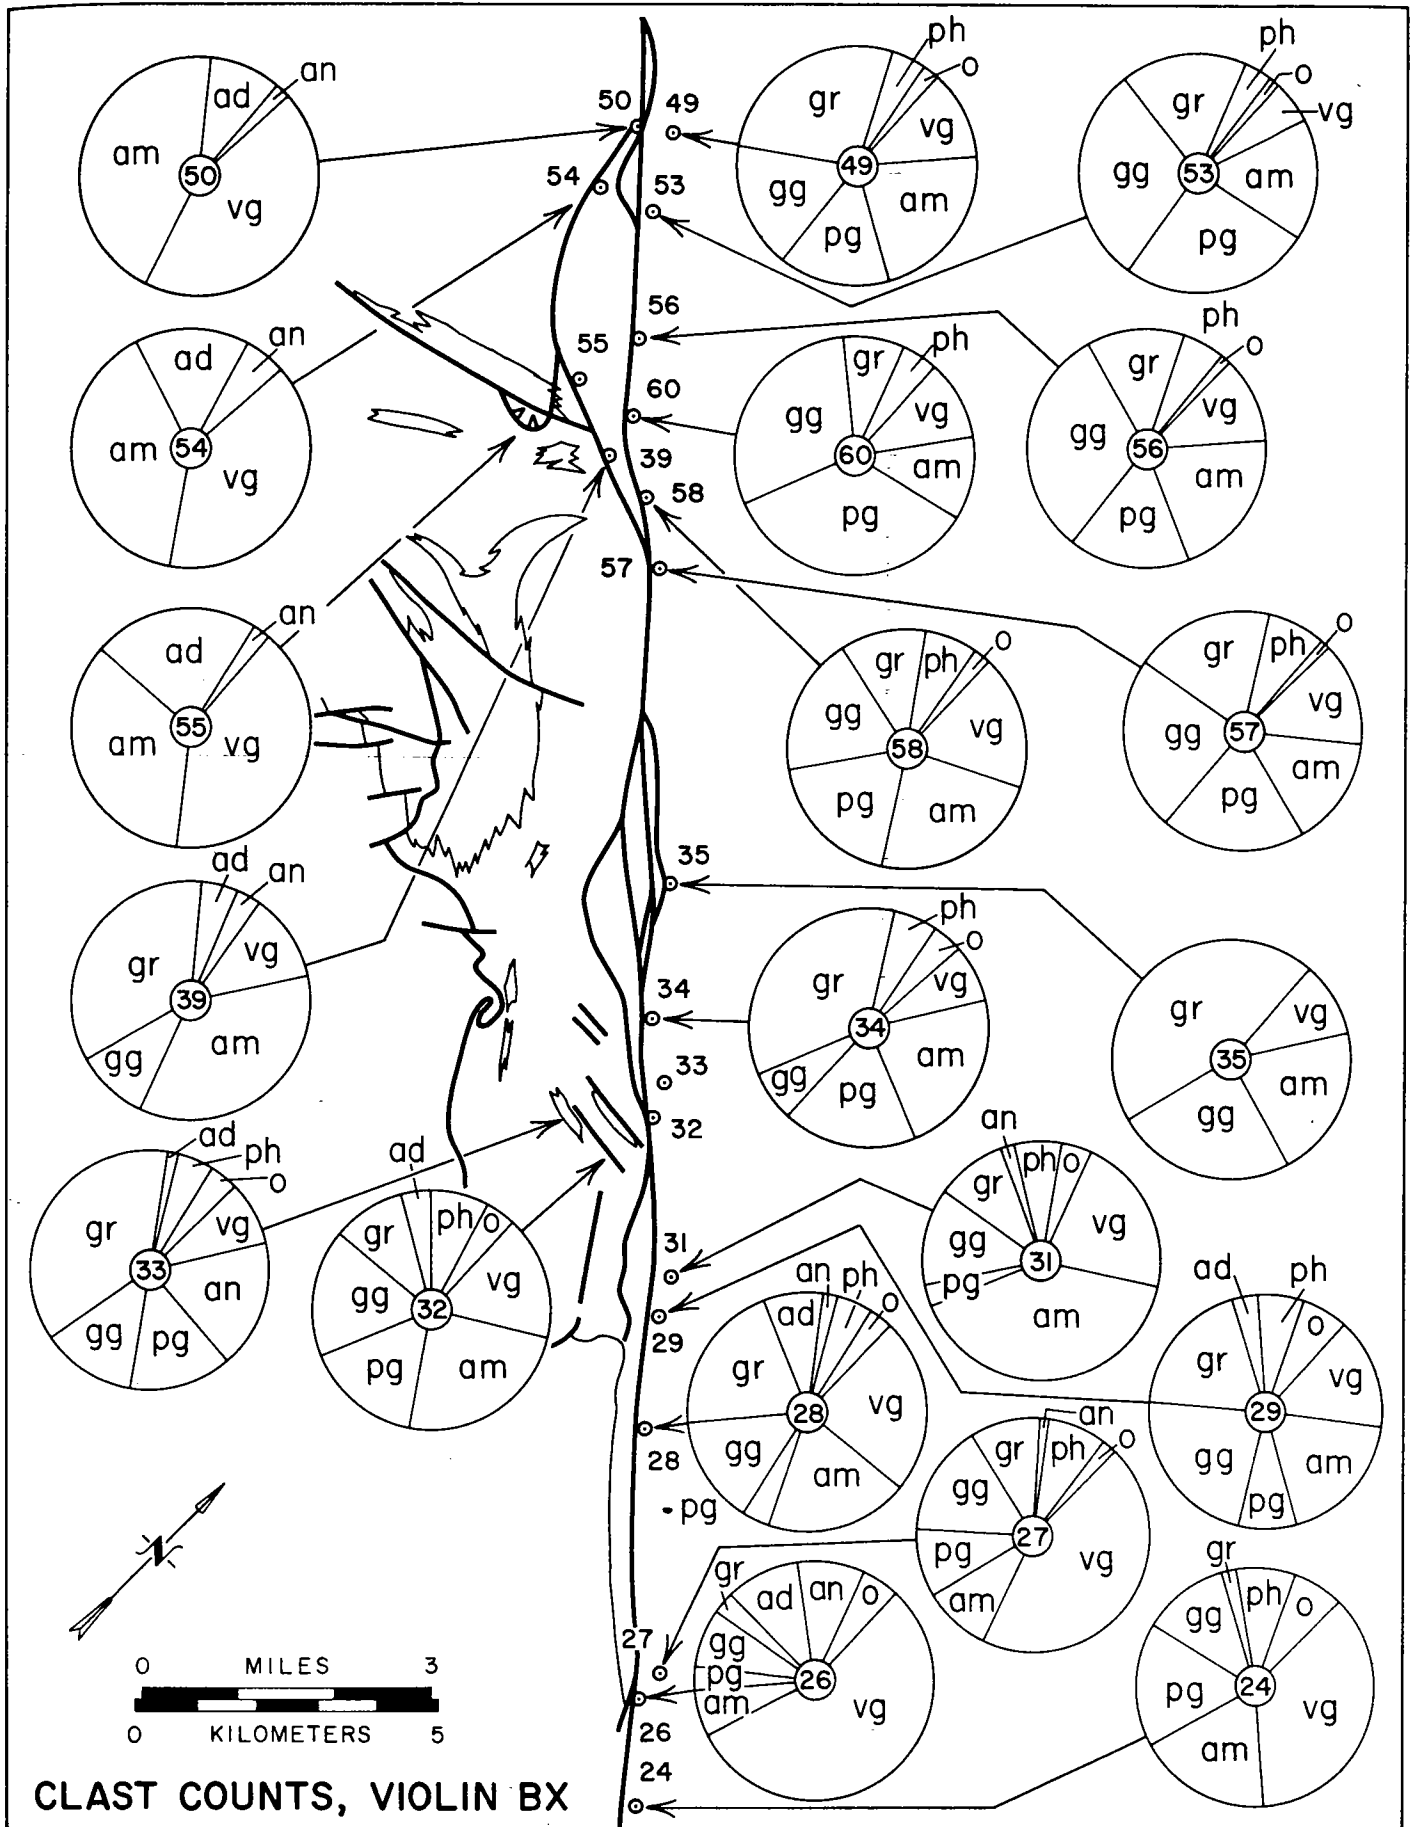 50
ad
an
am
vg
50
49
ph
o
gr
vg
49
gg
am
pg
ph
o
gr
vg
53
gg
am
pg
54
53
56
55
60
39
58
57
ad
an
54
am
vg
gr
ph
gg
vg
60
am
pg
ph
o
gr
gg
vg
56
am
pg
an
ad
55
am
vg
gr
ph
o
gg
vg
58
pg
am
gr
ph
o
vg
gg
57
am
pg
35
34
33
32
ad
an
gr
vg
39
gg
am
ph
o
gr
vg
34
gg
pg
am
gr
vg
35
am
gg
ad
ph
o
gr
vg
33
an
gg
pg
ad
gr
ph
o
gg
vg
32
pg
am
an
gr
ph
o
gg
vg
pg
31
am
31
29
28
an
ph
ad
o
gr
vg
28
gg
am
pg
ad
ph
gr
o
vg
29
gg
am
pg
an
gr
ph
o
gg
27
pg
vg
am
27
26
24
gr
ad
an
o
gg
pg
26
am
vg
gr
ph
o
gg
24
pg
vg
am
N
0 MILES 3
0 KILOMETERS 5
CLAST COUNTS, VIOLIN BX